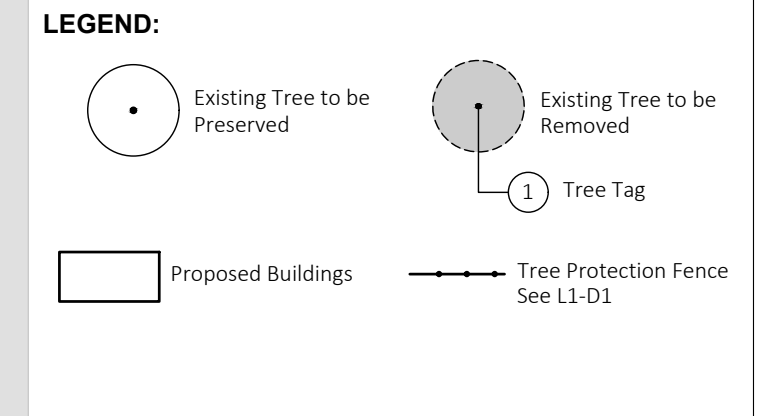 LEGEND:
Existing Tree to be
Preserved
Existing Tree to be
Removed
1 Tree Tag
Proposed Buildings
Tree Protection Fence
See L1-D1